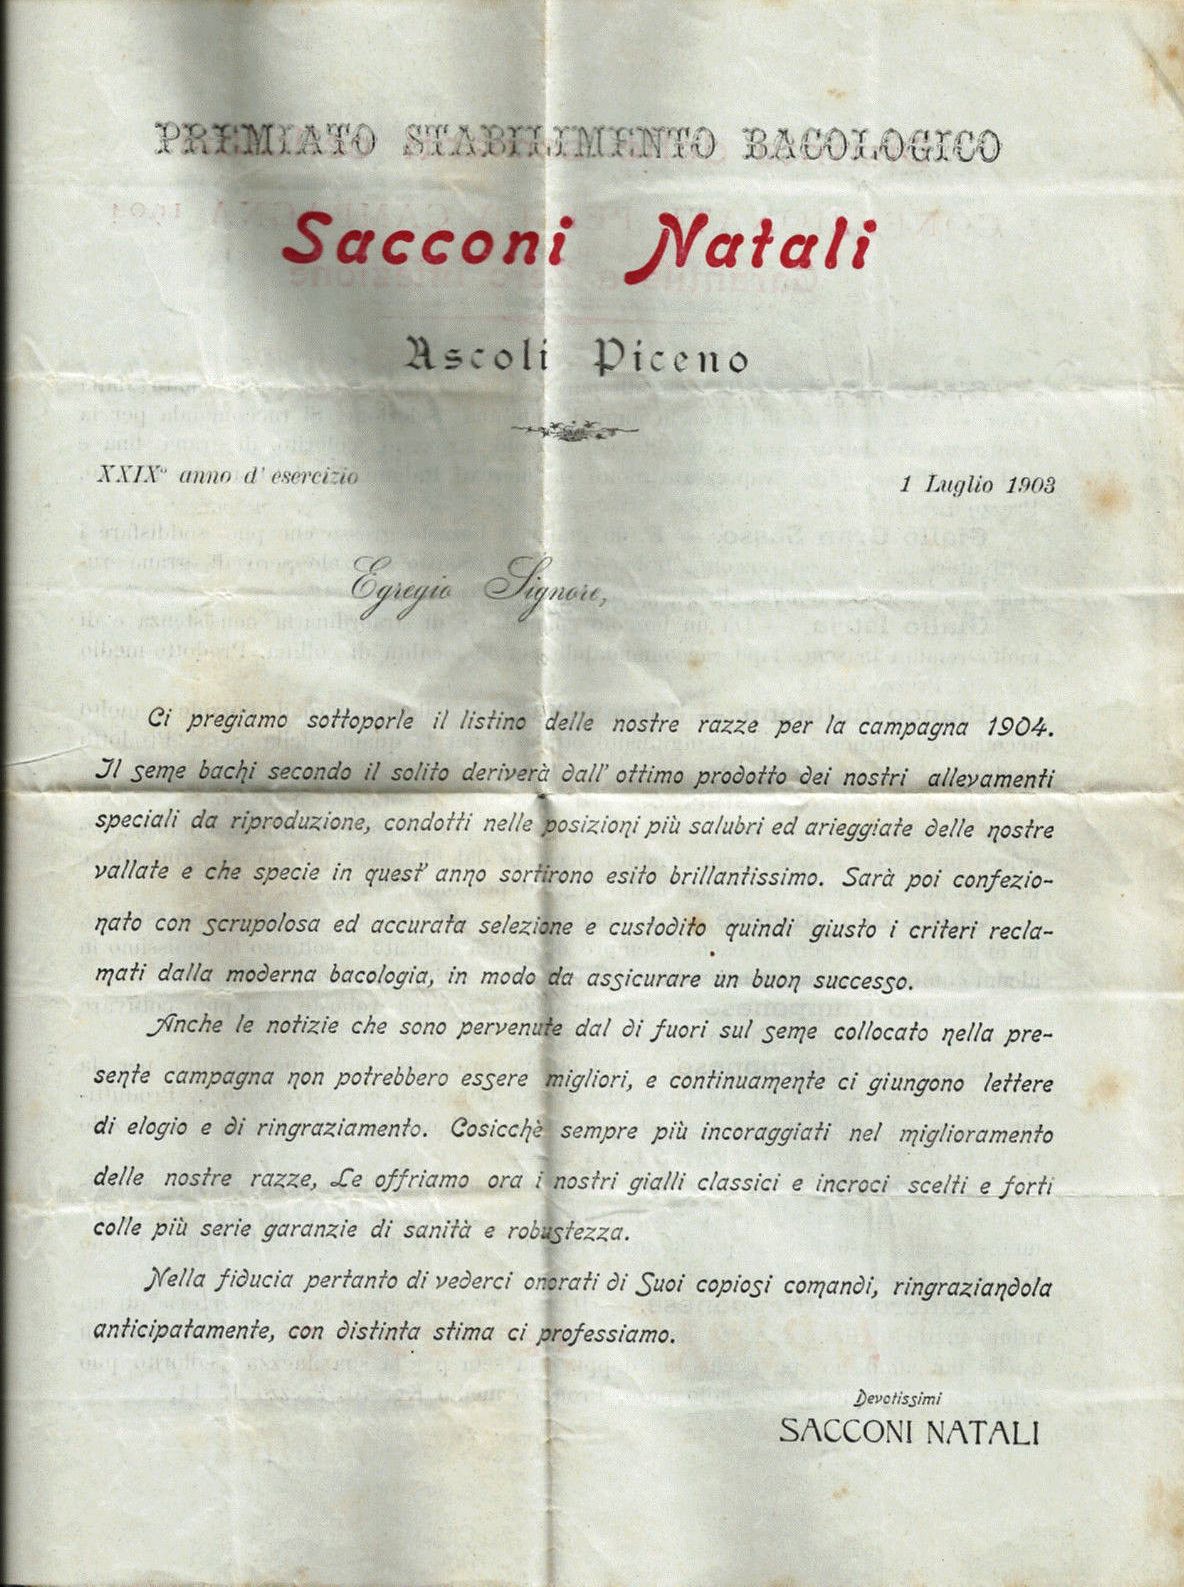 PREMIATO STABILIMENTO BACOLOGICO
Sacconi Natali
Ascoli Piceno
XXIX° anno d' esercizio
1 Luglio 1903
Egregio Signore,
Ci pregiamo sottoporle il listino delle nostre razze per la campagna 1904.
Il seme bachi secondo il solito deriverà dall' ottimo prodotto dei nostri allevamenti
speciali da riproduzione, condotti nelle posizioni più salubri ed arieggiate delle nostre
vallate e che specie in quest' anno sortirono esito brillantissimo. Sarà poi confezio-
nato con scrupolosa ed accurata selezione e custodito quindi giusto i criteri recla-
mati dalla moderna bacologia, in modo da assicurare un buon successo.
Anche le notizie che sono pervenute dal di fuori sul seme collocato nella pre-
sente campagna non potrebbero essere migliori, e continuamente ci giungono lettere
di elogio e di ringraziamento. Cosicchè sempre più incoraggiati nel miglioramento
delle nostre razze, Le offriamo ora i nostri gialli classici e incroci scelti e forti
colle più serie garanzie di sanità e robustezza.
Nella fiducia pertanto di vederci onorati di Suoi copiosi comandi, ringraziandola
anticipatamente, con distinta stima ci professiamo.
Devotissimi
SACCONI NATALI